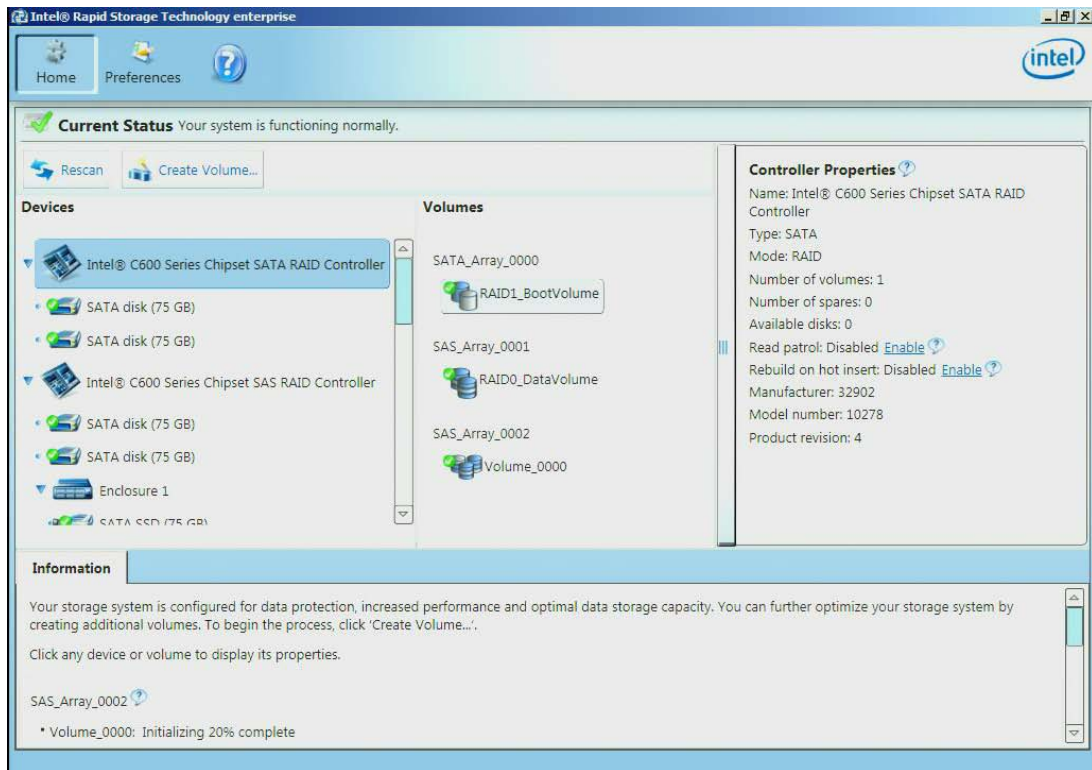 Intel® Rapid Storage Technology enterprise
Home
Preferences
intel
Current Status Your system is functioning normally.
Rescan
Create Volume...
Devices
Intel® C600 Series Chipset SATA RAID Controller
SATA disk (75 GB)
SATA disk (75 GB)
Intel® C600 Series Chipset SAS RAID Controller
SATA disk (75 GB)
SATA disk (75 GB)
Enclosure 1
SATA SSD (75 GB)
Volumes
SATA_Array_0000
RAID1_BootVolume
SAS_Array_0001
RAID0_DataVolume
SAS_Array_0002
Volume_0000
Controller Properties
Name: Intel® C600 Series Chipset SATA RAID
Controller
Type: SATA
Mode: RAID
Number of volumes: 1
Number of spares: 0
Available disks: 0
Read patrol: Disabled Enable
Rebuild on hot insert: Disabled Enable
Manufacturer: 32902
Model number: 10278
Product revision: 4
Information
Your storage system is configured for data protection, increased performance and optimal data storage capacity. You can further optimize your storage system by
creating additional volumes. To begin the process, click 'Create Volume...'.
Click any device or volume to display its properties.
SAS_Array_0002
• Volume_0000: Initializing 20% complete